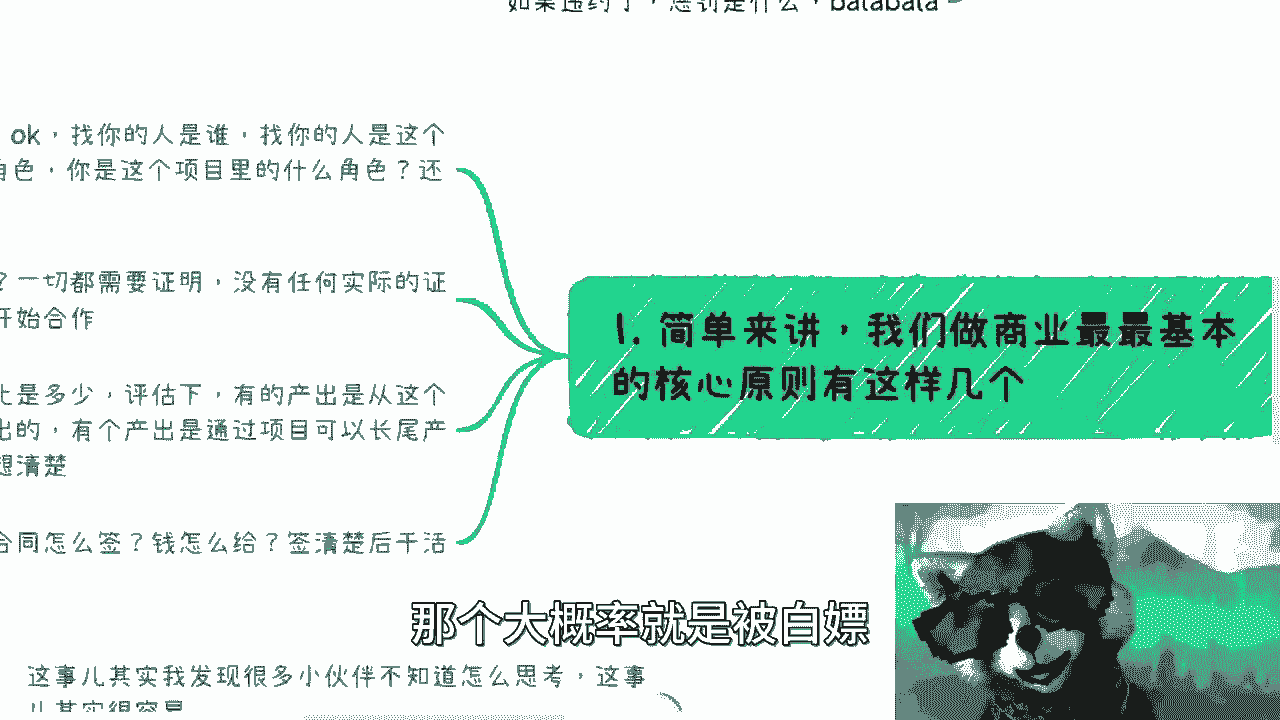 如果违约了，惩罚是什么，balabala
ok，找你的人是谁，找你的人是这个
角色，你是这个项目里的什么角色？还
？一切都需要证明，没有任何实际的证
开始合作
比是多少，评估下，有的产出是从这个
出的，有个产出是通过项目可以长尾产
想清楚
合同怎么签？钱怎么给？签清楚后干活
1. 简单来讲，我们做商业最最基本
的核心原则有这样几个
那个大概率就是被白嫖
这事儿其实我发现很多小伙伴不知道怎么思考，这事
儿其实很容易